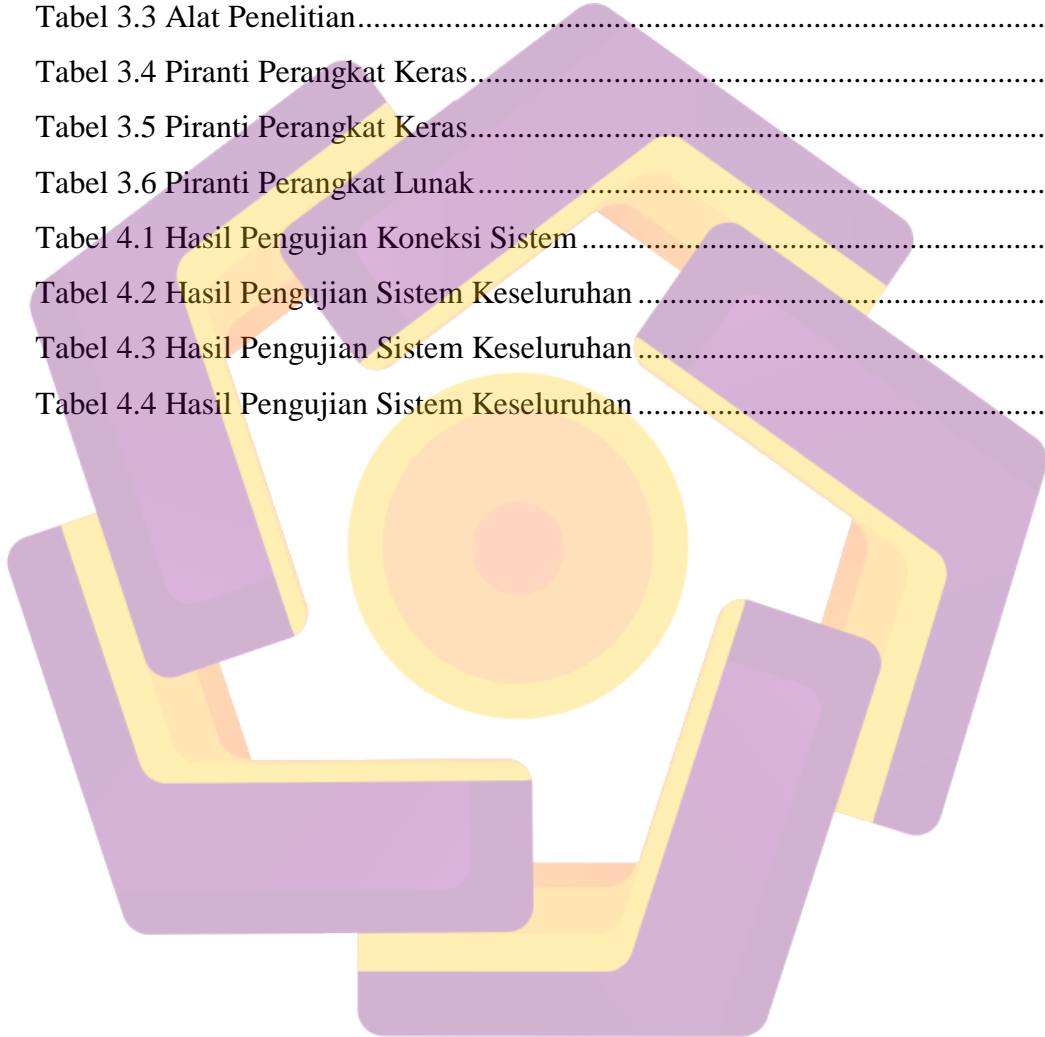 Tabel 3.3 Alat Penelitian........................................................................................
Tabel 3.4 Piranti Perangkat Keras.........................................................................
Tabel 3.5 Piranti Perangkat Keras.........................................................................
Tabel 3.6 Piranti Perangkat Lunak........................................................................
Tabel 4.1 Hasil Pengujian Koneksi Sistem...........................................................
Tabel 4.2 Hasil Pengujian Sistem Keseluruhan....................................................
Tabel 4.3 Hasil Pengujian Sistem Keseluruhan....................................................
Tabel 4.4 Hasil Pengujian Sistem Keseluruhan....................................................